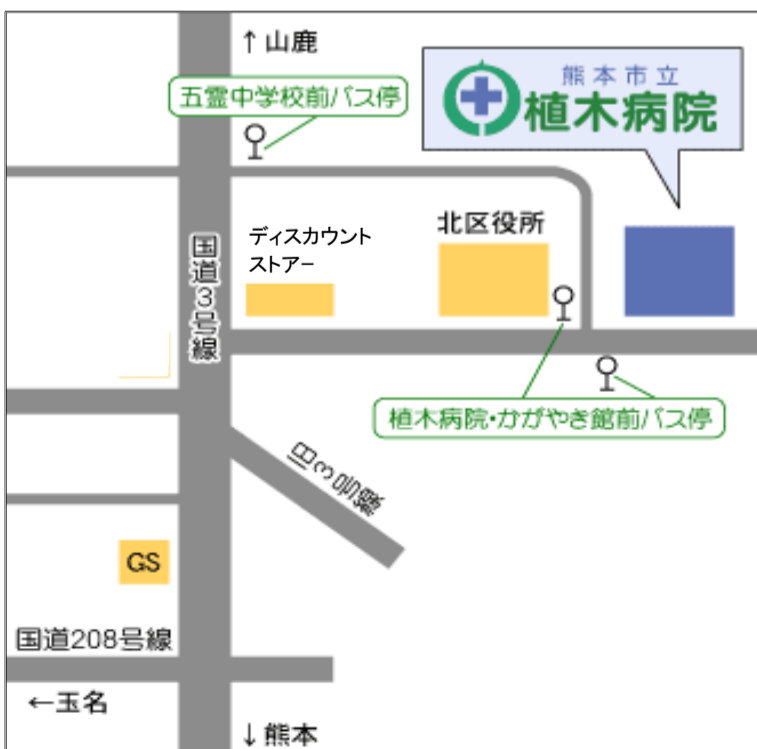 ↑山鹿
五霊中学校前バス停
熊本市立
植木病院
北区役所
ディスカウント
ストアー
国道3号線
植木病院・かがやき館前バス停
旧3号線
GS
国道208号線
←玉名
↓熊本